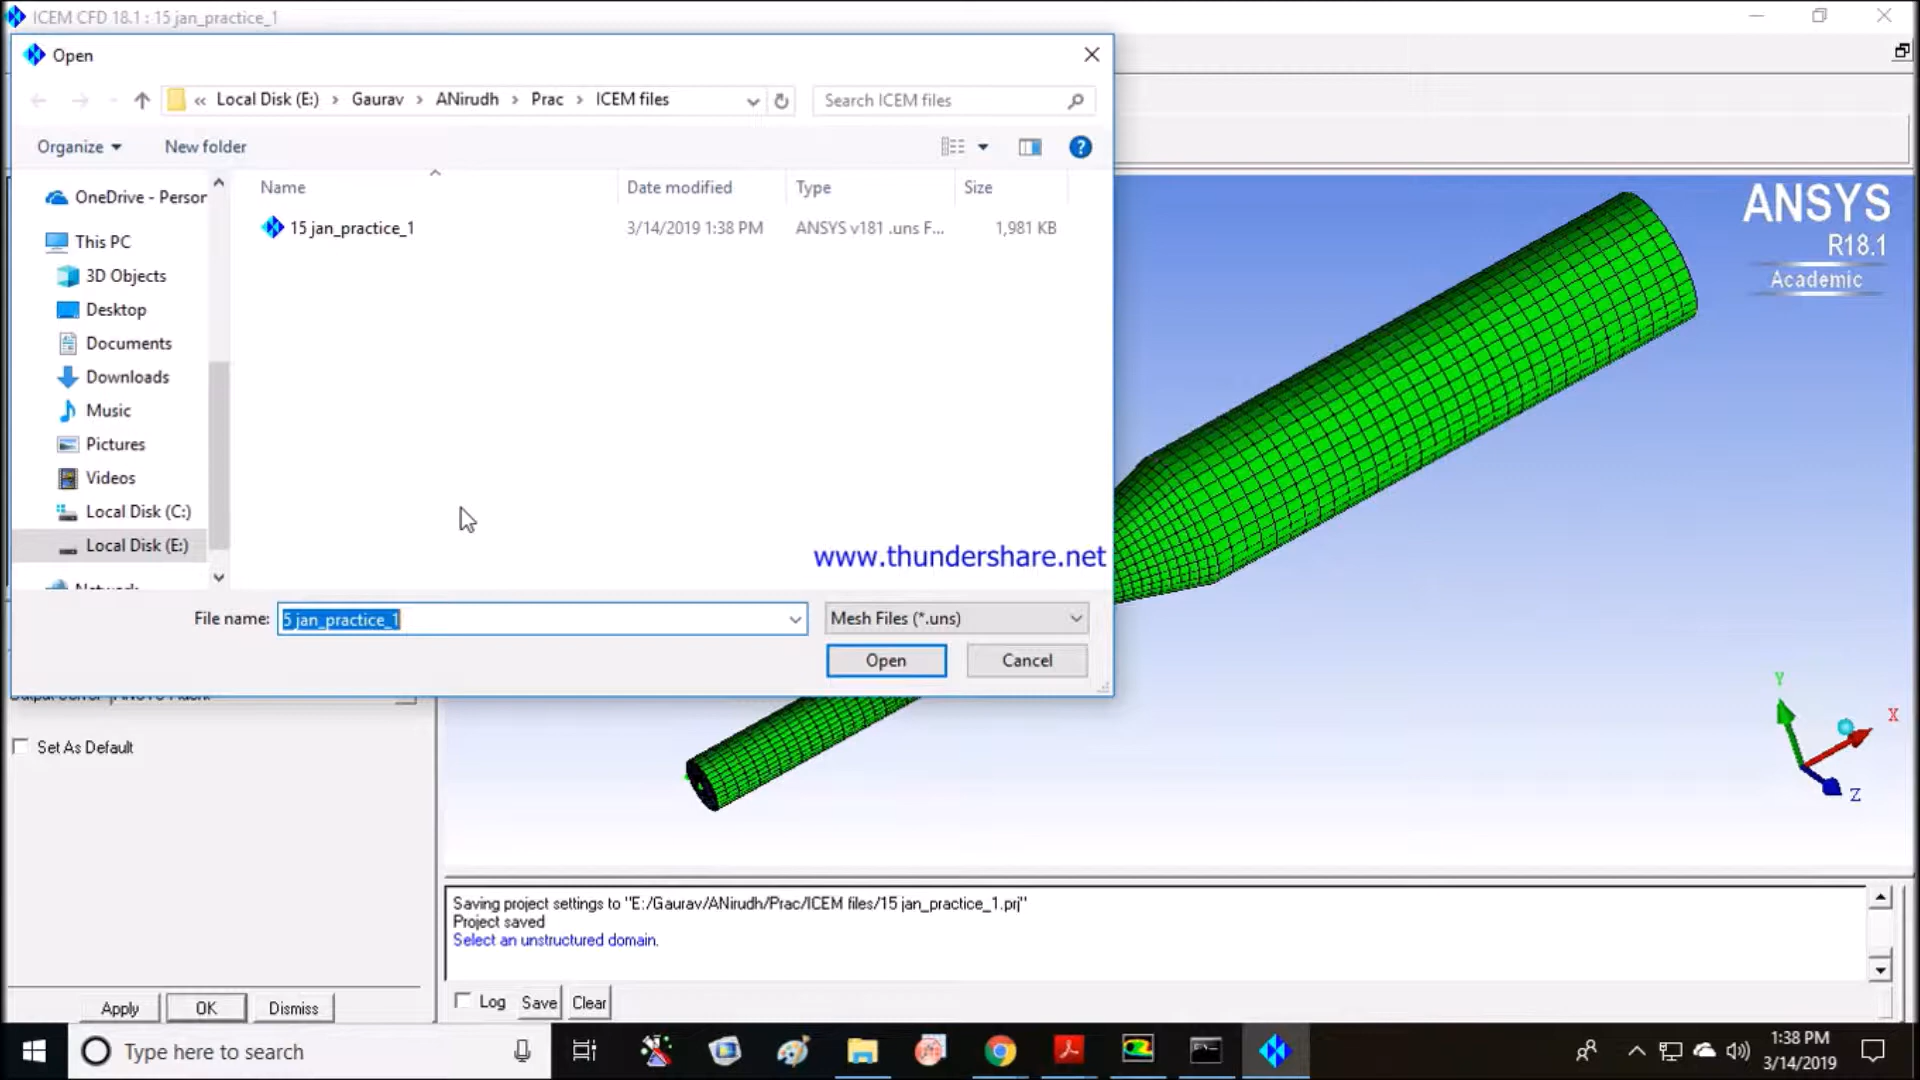 ICEM CFD 18.1 : 15 jan_practice_1
Open
« Local Disk (E:) › Gaurav › ANirudh › Prac › ICEM files
Search ICEM files
Organize
New folder
Name
Date modified
Type
Size
15 jan_practice_1
3/14/2019 1:38 PM
ANSYS v181 .uns F...
1,981 KB
OneDrive - Person
This PC
3D Objects
Desktop
Documents
Downloads
Music
Pictures
Videos
Local Disk (C:)
Local Disk (E:)
www.thundershare.net
File name:
5 jan_practice_1
Mesh Files (*.uns)
Open
Cancel
ANSYS
R18.1
Academic
Y
X
Z
Set As Default
Apply
OK
Dismiss
Saving project settings to "E:/Gaurav/ANirudh/Prac/ICEM files/15 jan_practice_1.prj"
Project saved
Select an unstructured domain.
Log
Save
Clear
Type here to search
1:38 PM
3/14/2019